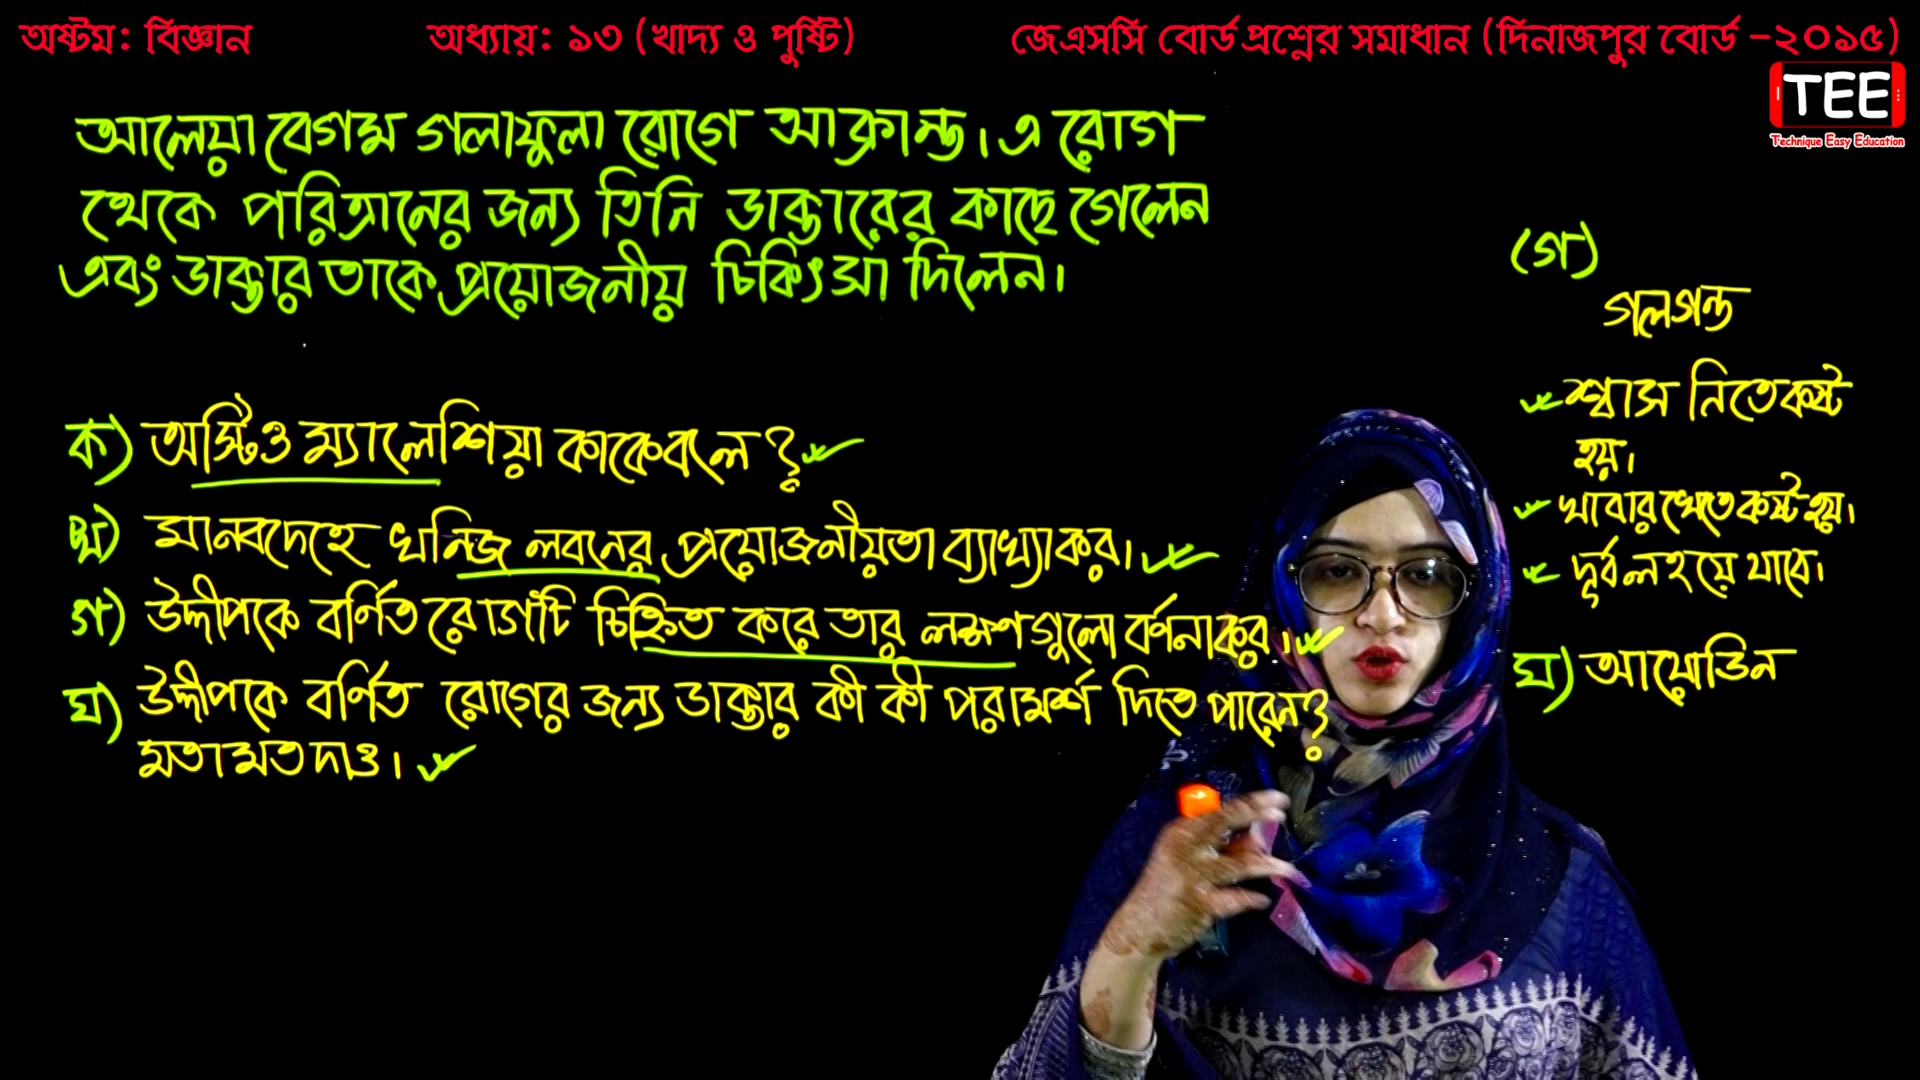 অষ্টম: বিজ্ঞান
অধ্যায়: ১৩ (খাদ্য ও পুষ্টি)
জেএসসি বোর্ড প্রশ্নের সমাধান (দিনাজপুর বোর্ড -২০১৫)
TEE
Technique Easy Education
আলেয়া বেগম গলাফুলা রোগে আক্রান্ত। এ রোগ
থেকে পরিত্রানের জন্য তিনি ডাক্তারের কাছে গেলেন
এবং ডাক্তার তাকে প্রয়োজনীয় চিকিৎসা দিলেন।
ক) অস্টিও ম্যালেশিয়া কাকে বলে?
খ) মানবদেহে খনিজ লবনের প্রয়োজনীয়তা ব্যাখ্যা কর।
গ) উদ্দীপকে বর্ণিত রোগটি চিহ্নিত করে তার লক্ষণগুলো বর্ণনা কর।
ঘ) উদ্দীপকে বর্ণিত রোগের জন্য ডাক্তার কী কী পরামর্শ দিতে পারেন?
মতামত দাও।
(গ)
গলগন্ড
শ্বাস নিতে কষ্ট
হয়।
খাবার খেতে কষ্ট হয়।
দূর্বল হয়ে যাবে।
ঘ) আয়োডিন